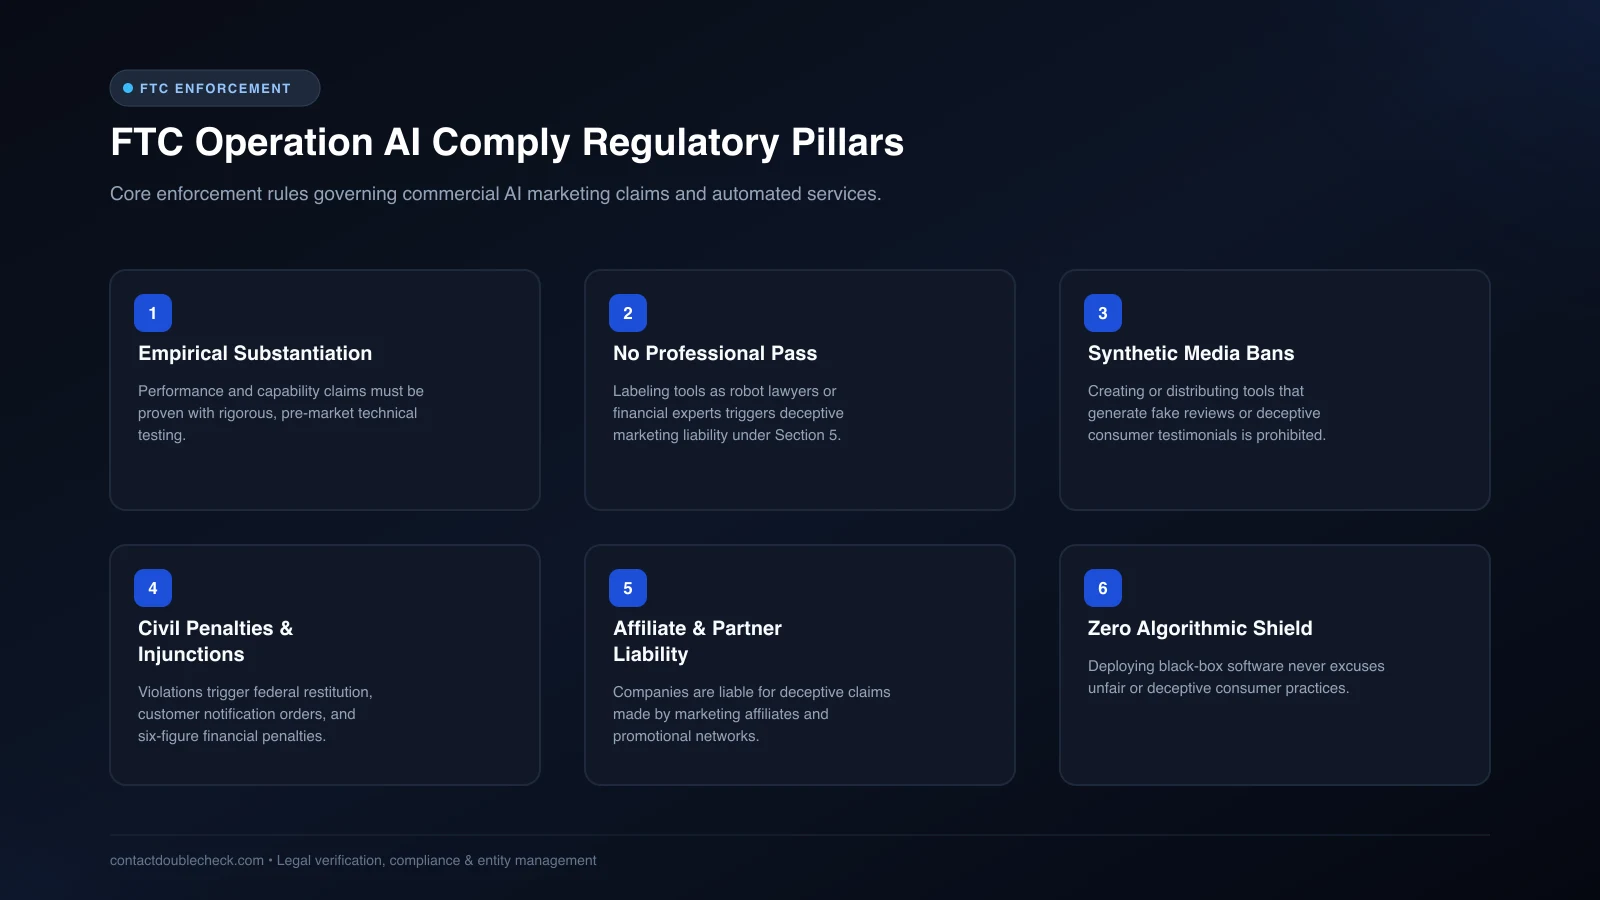 FTC ENFORCEMENT
FTC Operation AI Comply Regulatory Pillars
Core enforcement rules governing commercial AI marketing claims and automated services.
1
Empirical Substantiation
Performance and capability claims must be
proven with rigorous, pre-market technical
testing.
2
No Professional Pass
Labeling tools as robot lawyers or
financial experts triggers deceptive
marketing liability under Section 5.
3
Synthetic Media Bans
Creating or distributing tools that
generate fake reviews or deceptive
consumer testimonials is prohibited.
4
Civil Penalties &
Injunctions
Violations trigger federal restitution,
customer notification orders, and
six-figure financial penalties.
5
Affiliate & Partner
Liability
Companies are liable for deceptive claims
made by marketing affiliates and
promotional networks.
6
Zero Algorithmic Shield
Deploying black-box software never excuses
unfair or deceptive consumer practices.
contactdoublecheck.com • Legal verification, compliance & entity management